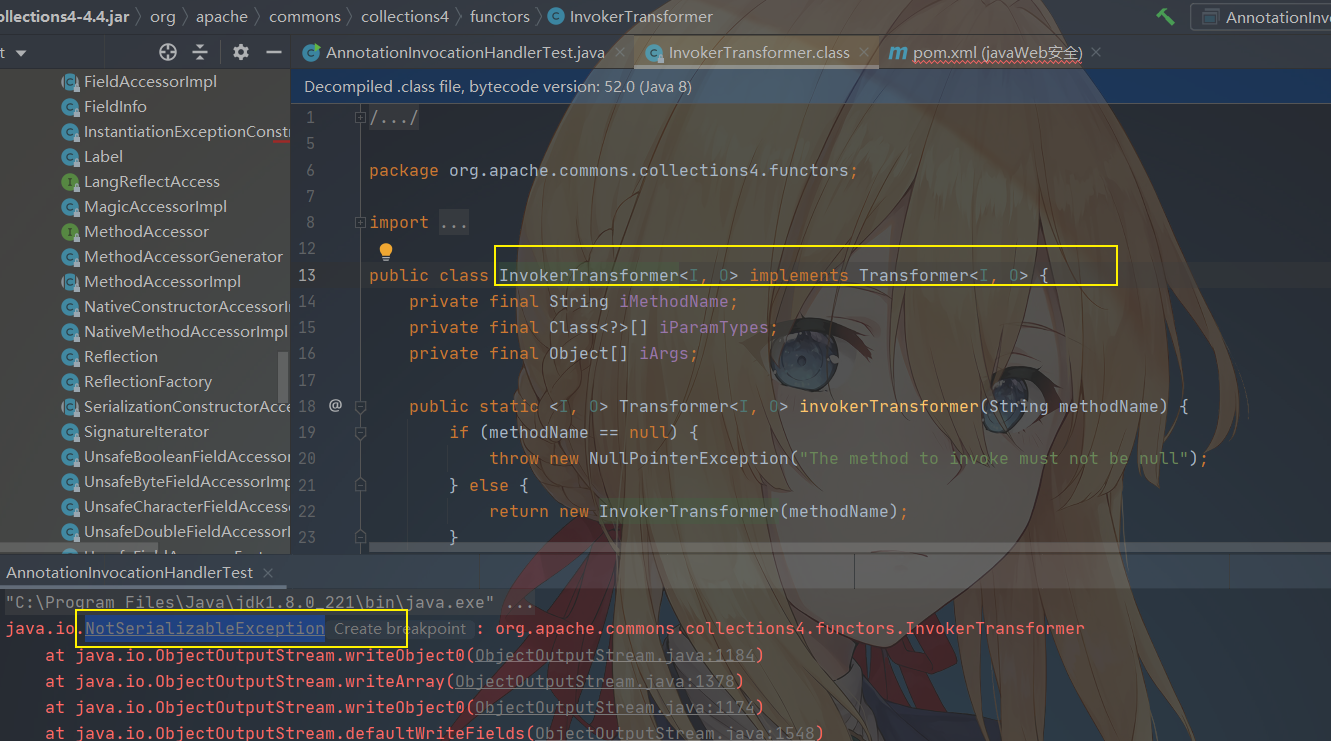 ollections4-4.4.jar org apache commons collections4 functors InvokerTransformer AnnotationInvo
t AnnotationInvocationHandlerTest.java InvokerTransformer.class pom.xml (javaWeb安全)
FieldAccessorImpl
FieldInfo
InstantiationExceptionConstr
Label
LangReflectAccess
MagicAccessorImpl
MethodAccessor
MethodAccessorGenerator
MethodAccessorImpl
NativeConstructorAccessorI
NativeMethodAccessorImpl
Reflection
ReflectionFactory
SerializationConstructorAcce
SignatureIterator
UnsafeBooleanFieldAccessor
UnsafeByteFieldAccessorImp
UnsafeCharacterFieldAccess
UnsafeDoubleFieldAccessorI
Decompiled .class file, bytecode version: 52.0 (Java 8)
1 /.../
5
6 package org.apache.commons.collections4.functors;
7
8 import ...
12
13 public class InvokerTransformer<I, O> implements Transformer<I, O> {
14 private final String iMethodName;
15 private final Class<?>[] iParamTypes;
16 private final Object[] iArgs;
17
18 @ public static <I, O> Transformer<I, O> invokerTransformer(String methodName) {
19 if (methodName == null) {
20 throw new NullPointerException("The method to invoke must not be null");
21 } else {
22 return new InvokerTransformer(methodName);
23 }
AnnotationInvocationHandlerTest
"C:\Program Files\Java\jdk1.8.0_221\bin\java.exe" ...
java.io.NotSerializableException Create breakpoint : org.apache.commons.collections4.functors.InvokerTransformer
at java.io.ObjectOutputStream.writeObject0(ObjectOutputStream.java:1184)
at java.io.ObjectOutputStream.writeArray(ObjectOutputStream.java:1378)
at java.io.ObjectOutputStream.writeObject0(ObjectOutputStream.java:1174)
at java.io.ObjectOutputStream.defaultWriteFields(ObjectOutputStream.java:1548)